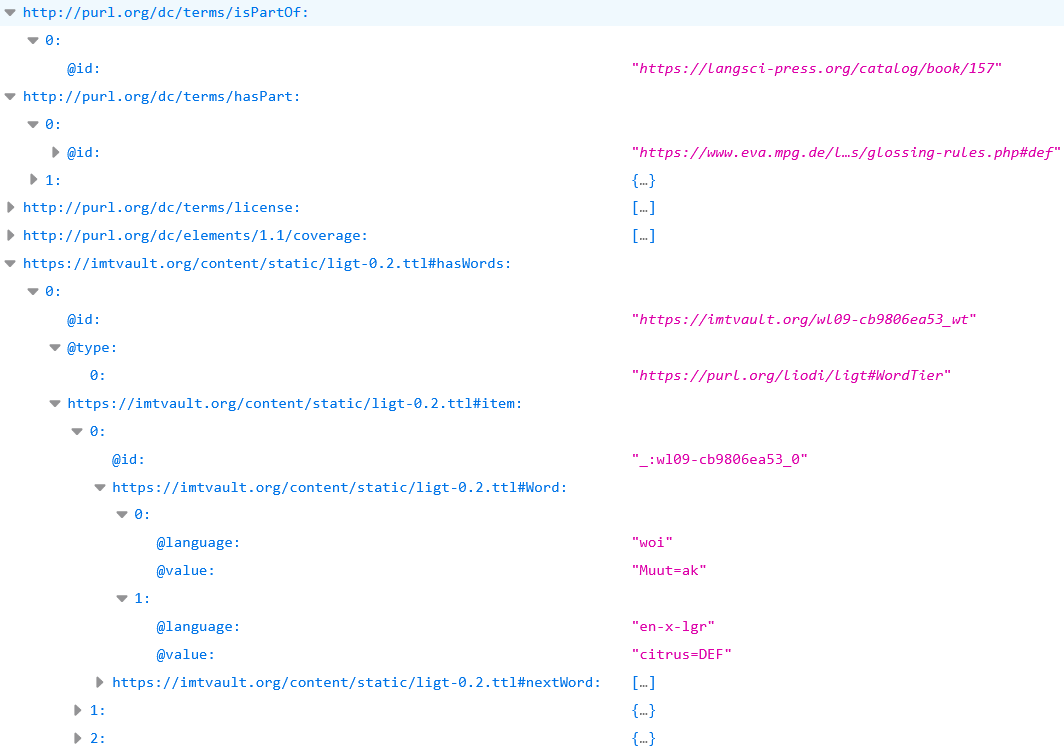 http://purl.org/dc/terms/isPartOf:
0:
@id: "https://langsci-press.org/catalog/book/157"
http://purl.org/dc/terms/hasPart:
0:
@id: "https://www.eva.mpg.de/l…s/glossing-rules.php#def"
1: {…}
http://purl.org/dc/terms/license: […]
http://purl.org/dc/elements/1.1/coverage: […]
https://imtvault.org/content/static/ligt-0.2.ttl#hasWords:
0:
@id: "https://imtvault.org/wl09-cb9806ea53_wt"
@type:
0: "https://purl.org/liodi/ligt#WordTier"
https://imtvault.org/content/static/ligt-0.2.ttl#item:
0:
@id: "_:wl09-cb9806ea53_0"
https://imtvault.org/content/static/ligt-0.2.ttl#Word:
0:
@language: "woi"
@value: "Muut=ak"
1:
@language: "en-x-lgr"
@value: "citrus=DEF"
https://imtvault.org/content/static/ligt-0.2.ttl#nextWord: […]
1: {…}
2: {…}